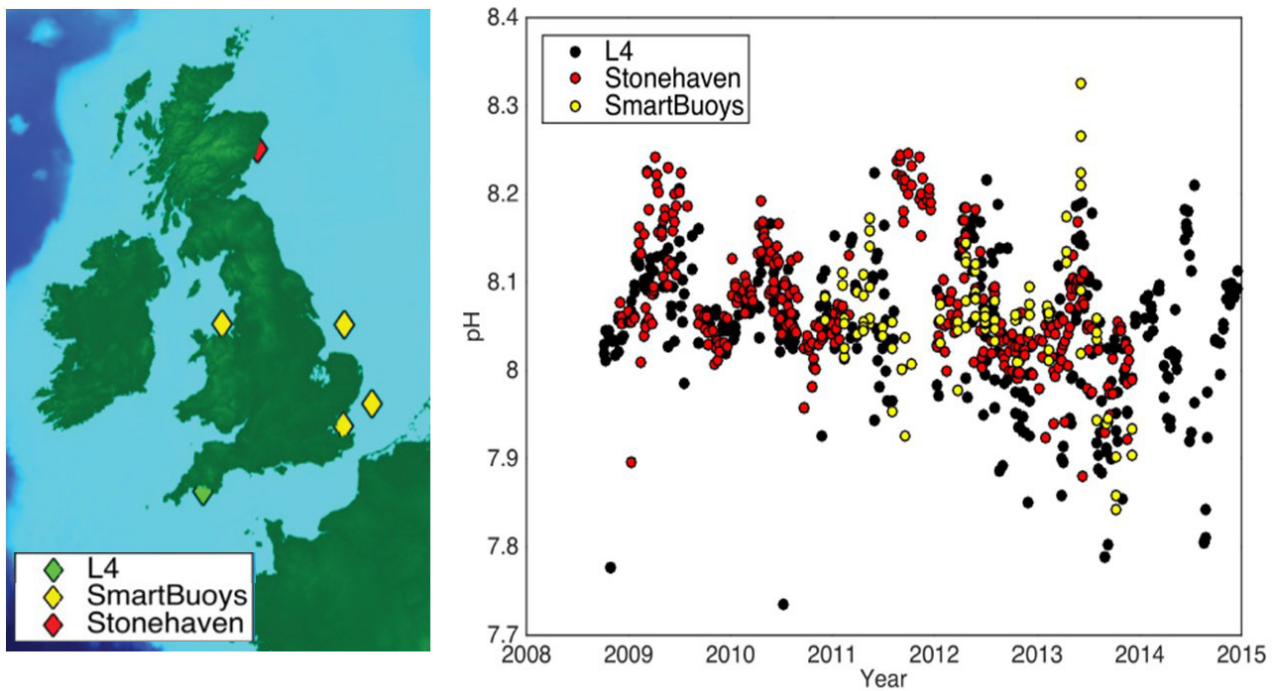 L4
SmartBuoys
Stonehaven
8.4
8.3
8.2
8.1
8
7.9
7.8
7.7
pH
L4
Stonehaven
SmartBuoys
2008 2009 2010 2011 2012 2013 2014 2015
Year